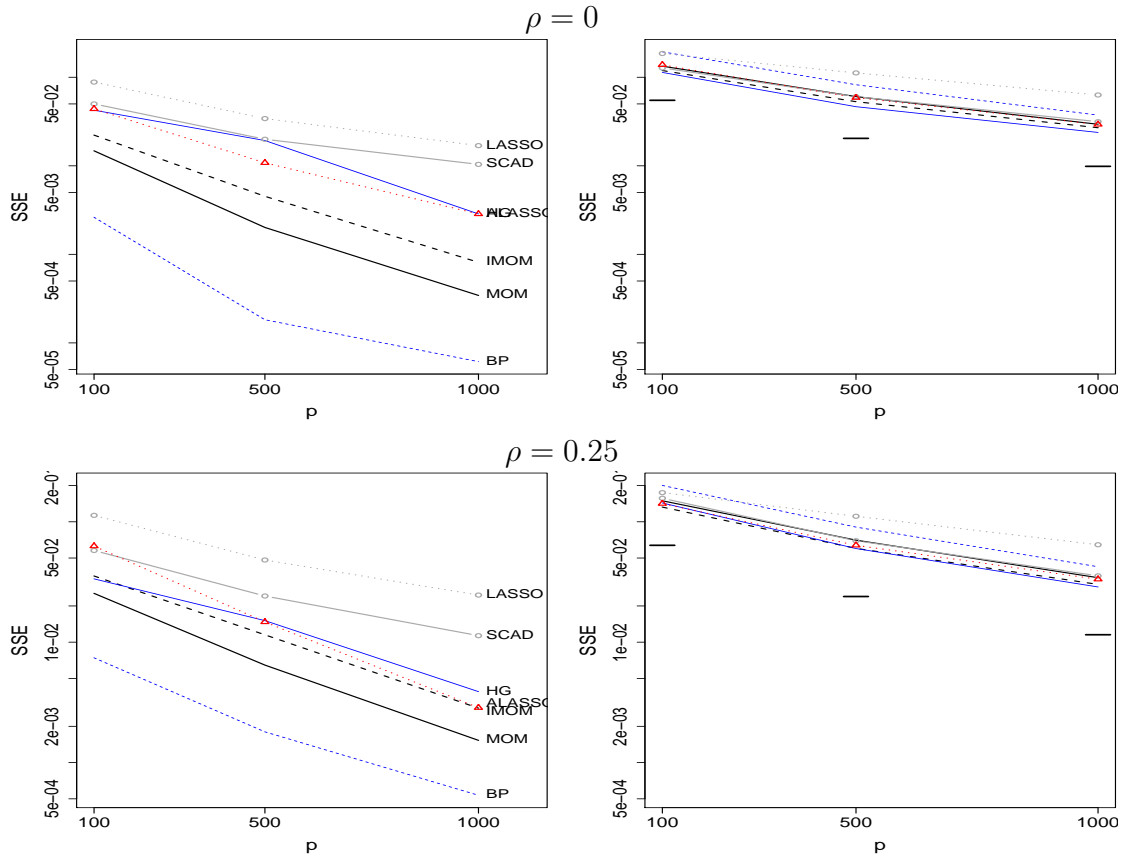 ρ = 0
SSE
5e-02
5e-03
5e-04
5e-05
LASSO
SCAD
ALASSO
HG
IMOM
MOM
BP
100
500
1000
p
SSE
5e-02
5e-03
5e-04
5e-05
100
500
1000
p
ρ = 0.25
SSE
5e-02
1e-02
2e-03
5e-04
LASSO
SCAD
HG
ALASSO
IMOM
MOM
BP
100
500
1000
p
SSE
5e-02
1e-02
2e-03
5e-04
100
500
1000
p